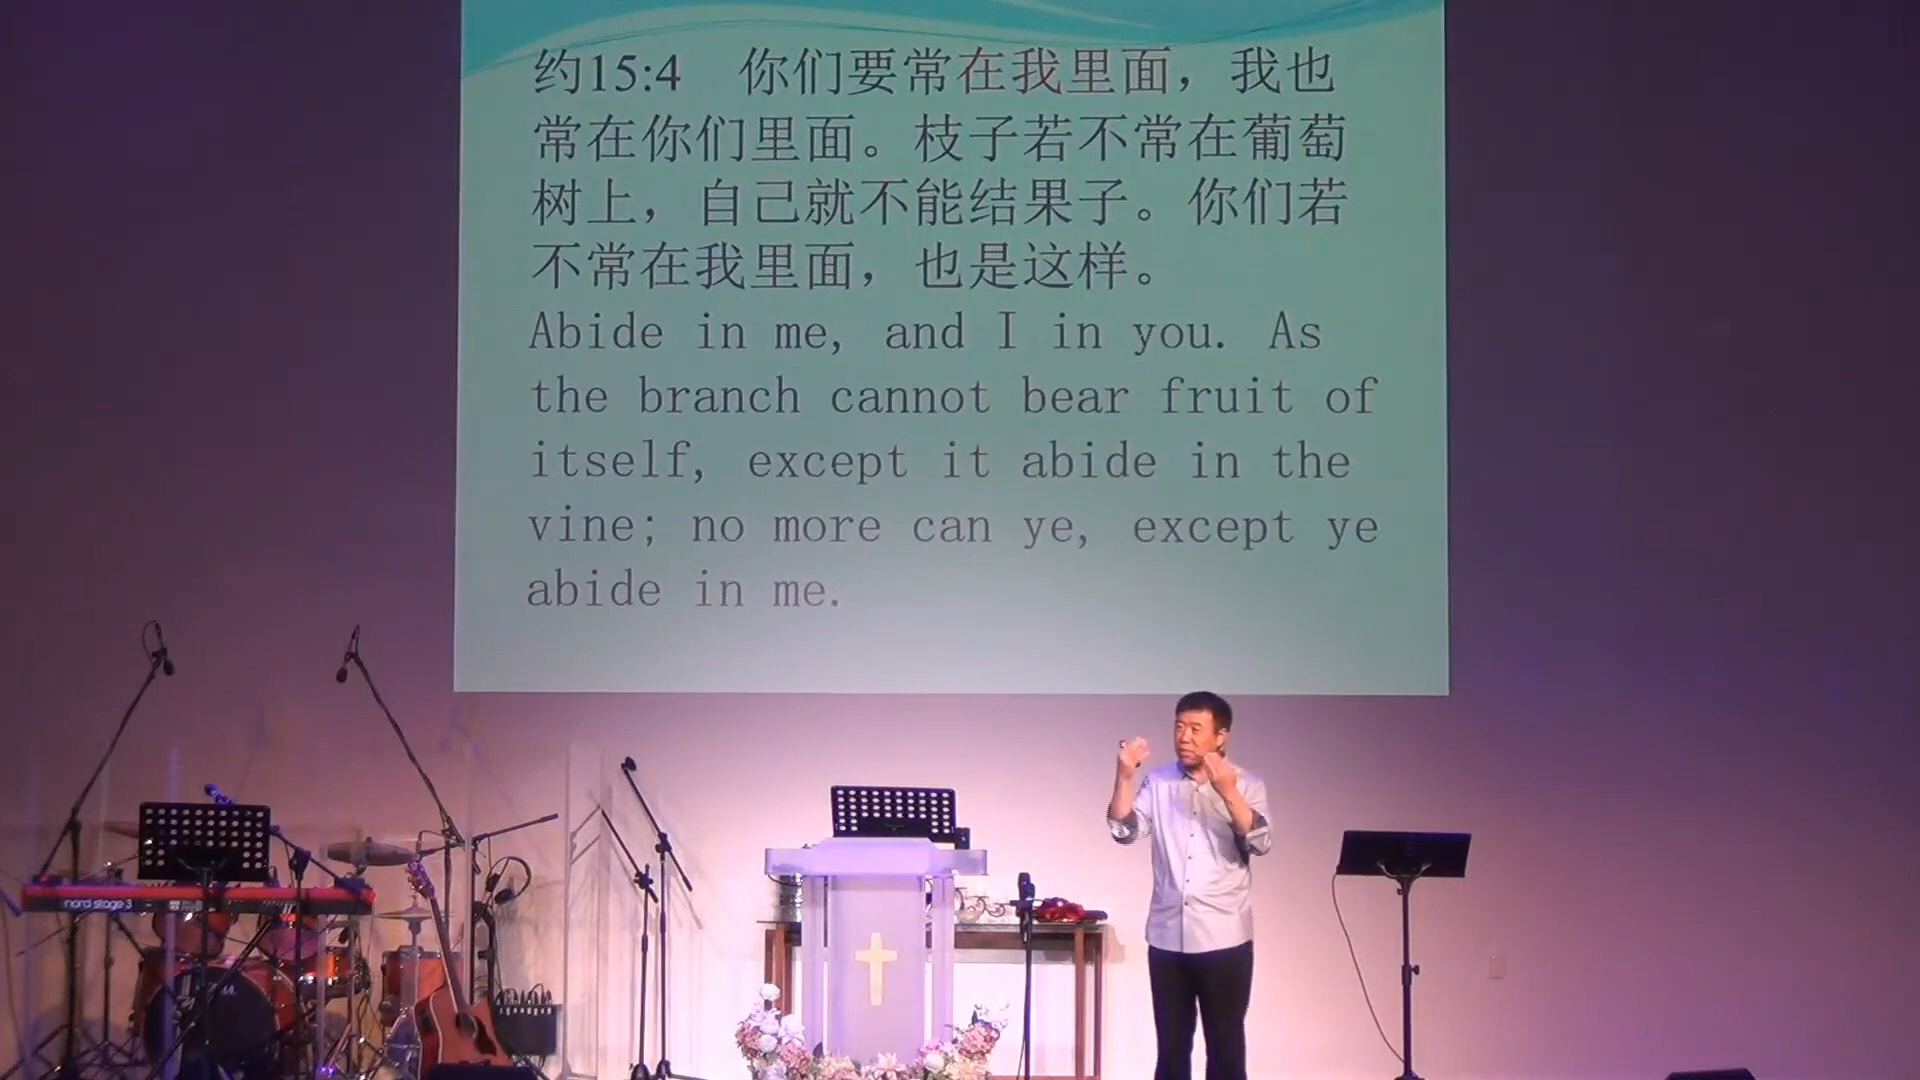 约15:4 你们要常在我里面，我也
常在你们里面。枝子若不常在葡萄
树上，自己就不能结果子。你们若
不常在我里面，也是这样。
Abide in me, and I in you. As
the branch cannot bear fruit of
itself, except it abide in the
vine; no more can ye, except ye
abide in me.
nord stage 3